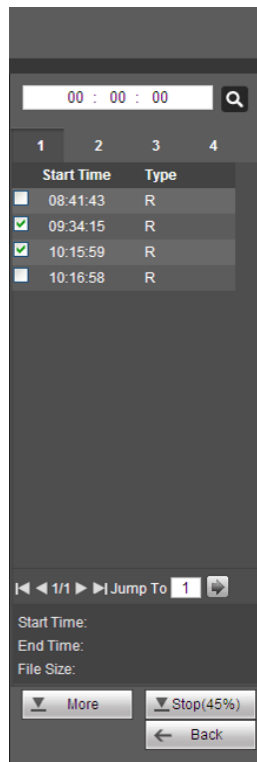 00 : 00 : 00
1 2 3 4
Start Time Type
08:41:43 R
09:34:15 R
10:15:59 R
10:16:58 R
1/1 Jump To 1
Start Time:
End Time:
File Size:
More Stop(45%)
Back